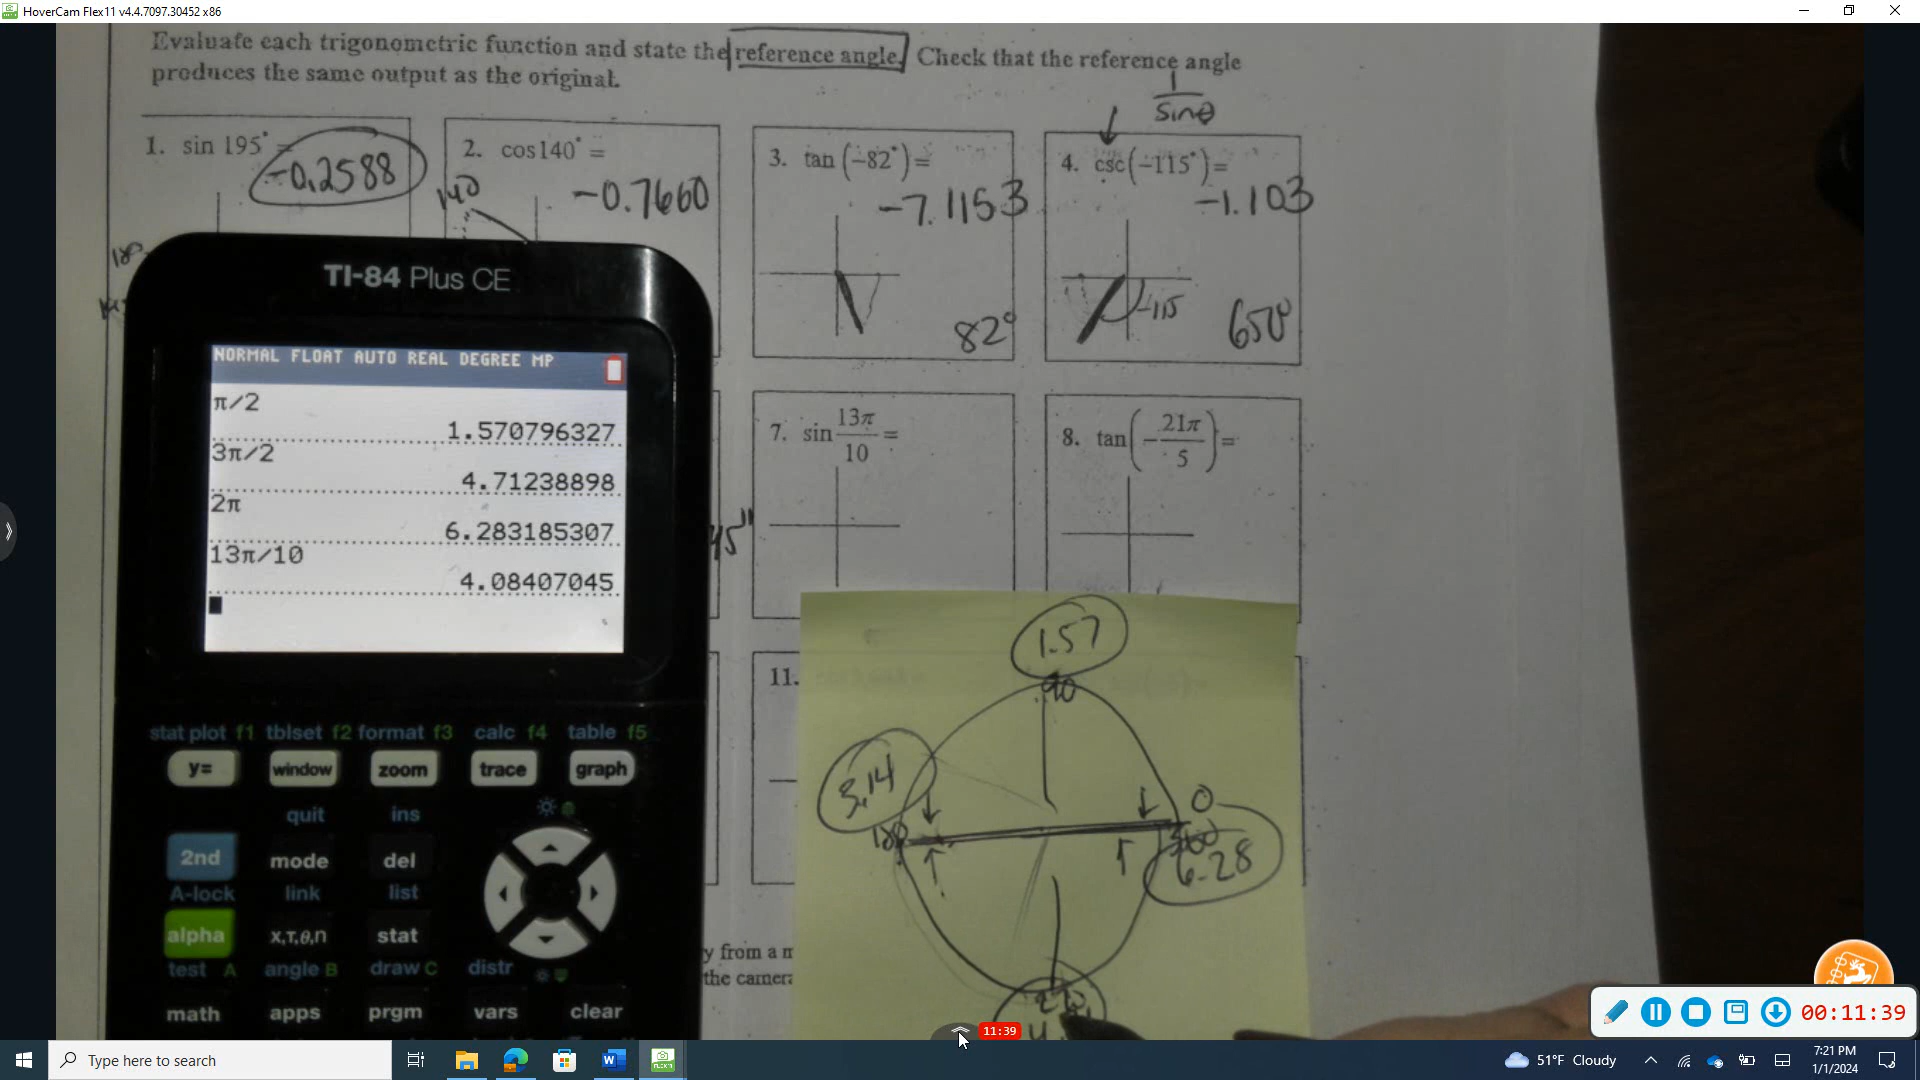 HoverCam Flex11 v4.4.7097.30452 x86
Evaluate each trigonometric function and state the reference angle. Check that the reference angle
produces the same output as the original.
1
sinθ
1. sin 195° =
-0.2588
2. cos140° =
140
-0.7660
3. tan (-82°) =
-7.1153
82°
4. csc(-115°) =
-1.103
-115
650°
TI-84 Plus CE
NORMAL FLOAT AUTO REAL DEGREE MP
π/2
1.570796327
3π/2
4.71238898
2π
6.283185307
13π/10
4.08407045
7. sin 13π/10 =
8. tan(-21π/5) =
45
11.
1.57
90
3.14
180
0
360
6.28
270
stat plot f1 tblset f2 format f3 calc f4 table f5
y= window zoom trace graph
quit ins
2nd mode del
A-lock link list
alpha X,T,θ,n stat
test A angle B draw C distr
math apps prgm vars clear
y from a m
the camera
11:39
00:11:39
Type here to search
51°F Cloudy
7:21 PM
1/1/2024